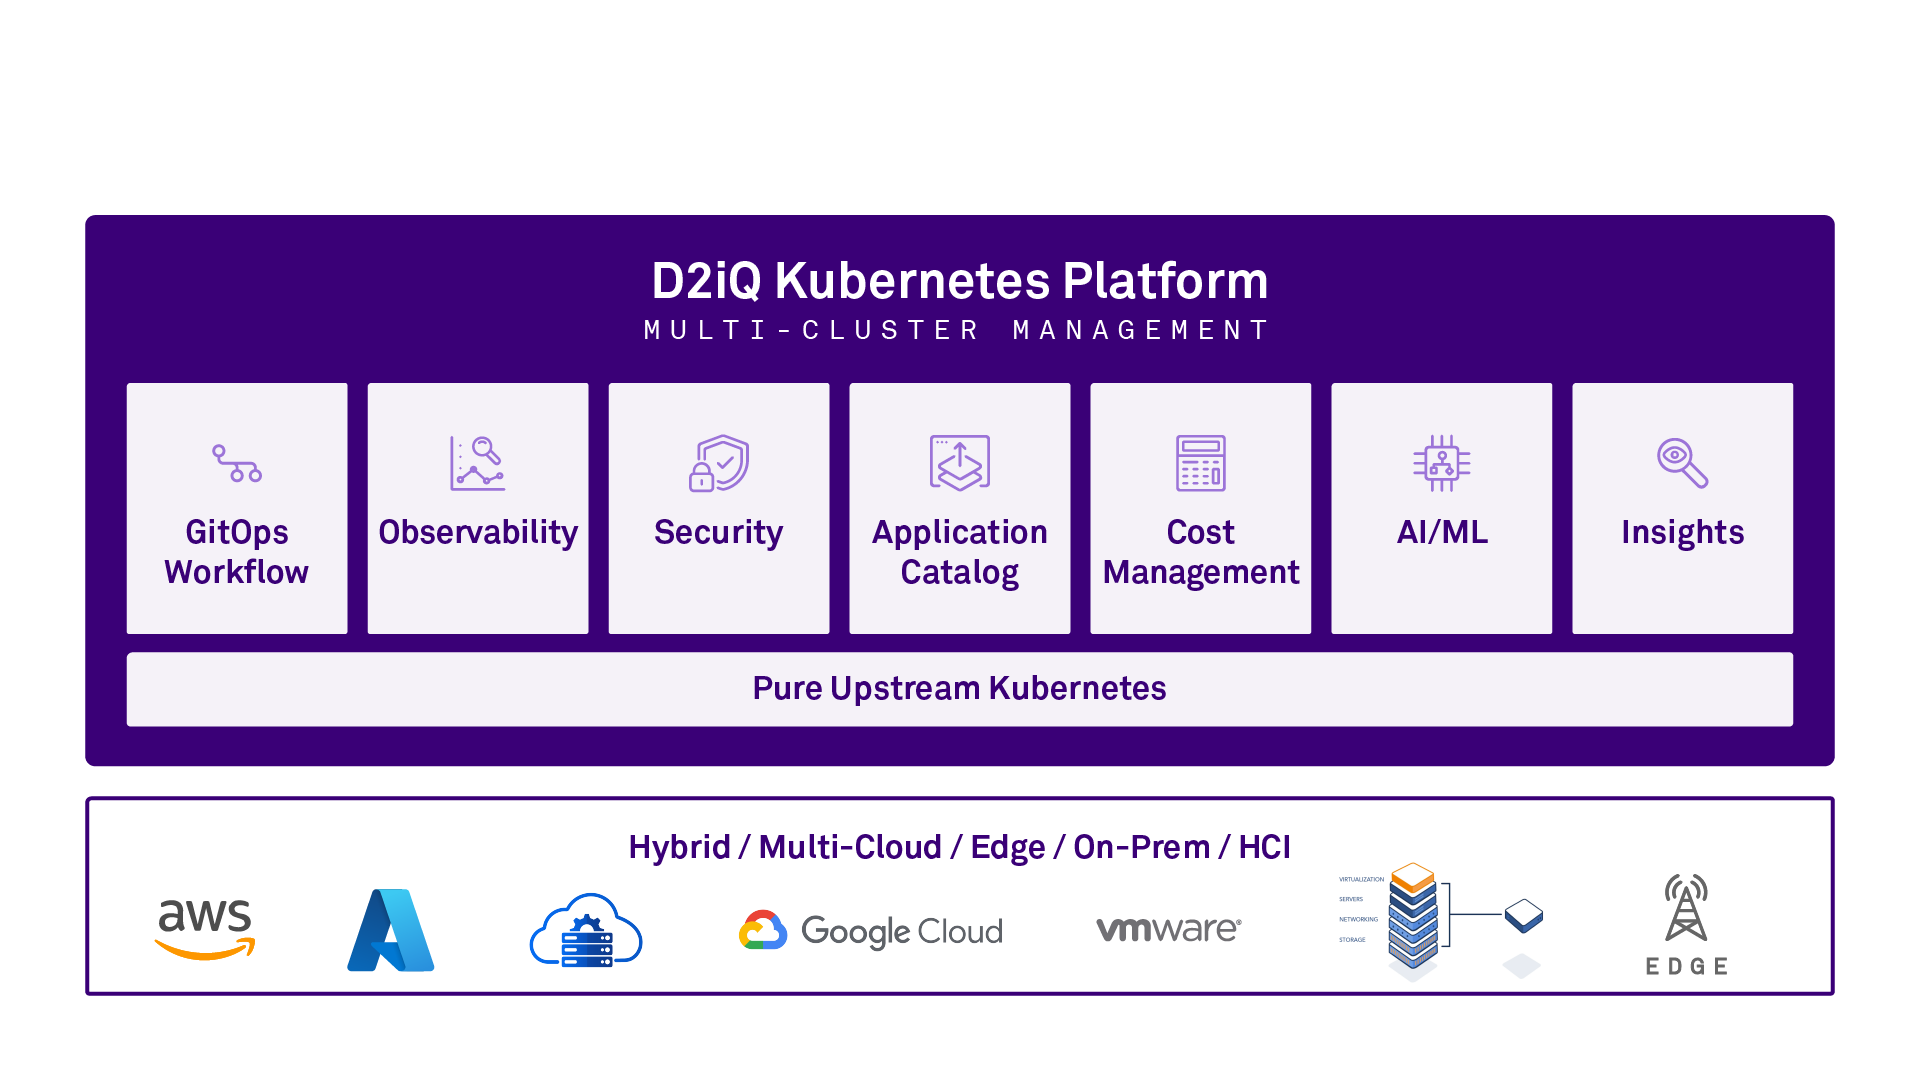 D2iQ Kubernetes Platform
MULTI-CLUSTER MANAGEMENT
GitOps
Workflow
Observability
Security
Application
Catalog
Cost
Management
AI/ML
Insights
Pure Upstream Kubernetes
Hybrid / Multi-Cloud / Edge / On-Prem / HCI
aws
Google Cloud
vmware®
VIRTUALIZATION
SERVERS
NETWORKING
STORAGE
EDGE